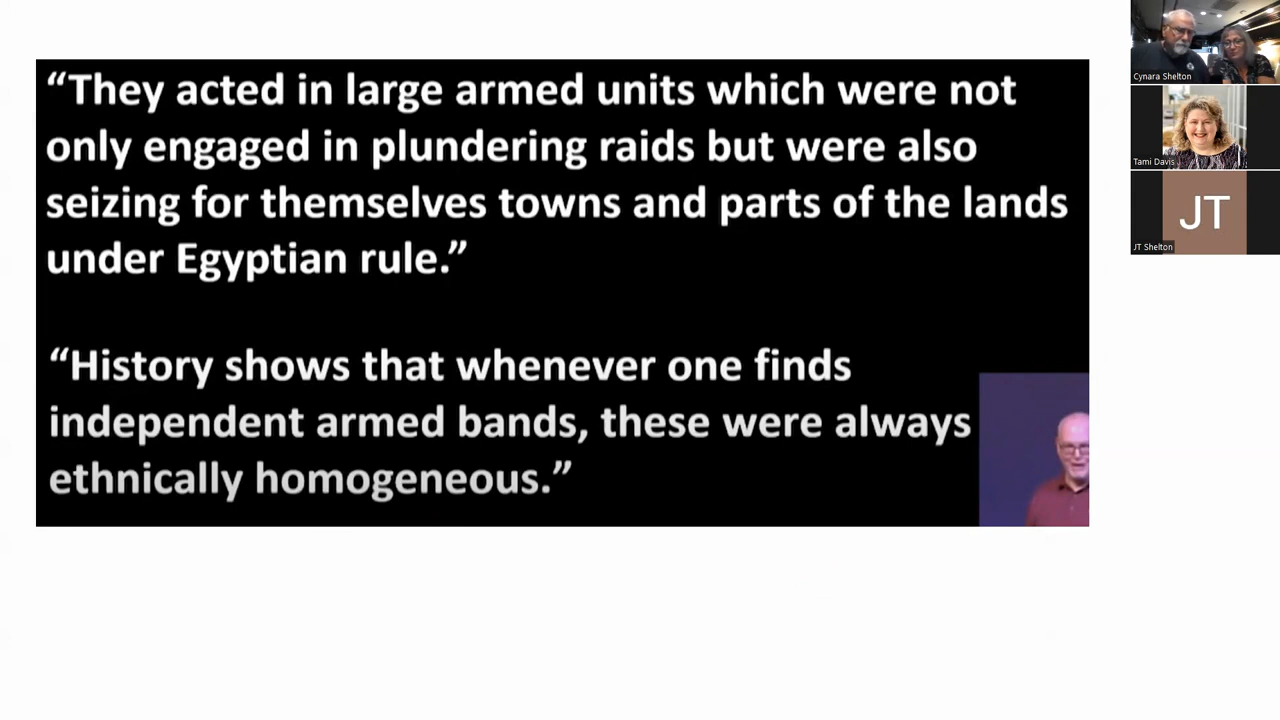 “They acted in large armed units which were not
only engaged in plundering raids but were also
seizing for themselves towns and parts of the lands
under Egyptian rule.”
“History shows that whenever one finds
independent armed bands, these were always
ethnically homogeneous.”
Cynara Shelton
Tami Davis
JT
JT Shelton